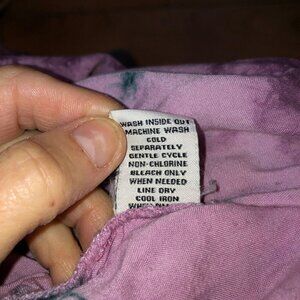 WASH INSIDE OUT
MACHINE WASH
COLD
SEPARATELY
GENTLE CYCLE
NON-CHLORINE
BLEACH ONLY
WHEN NEEDED
LINE DRY
COOL IRON
WHEN